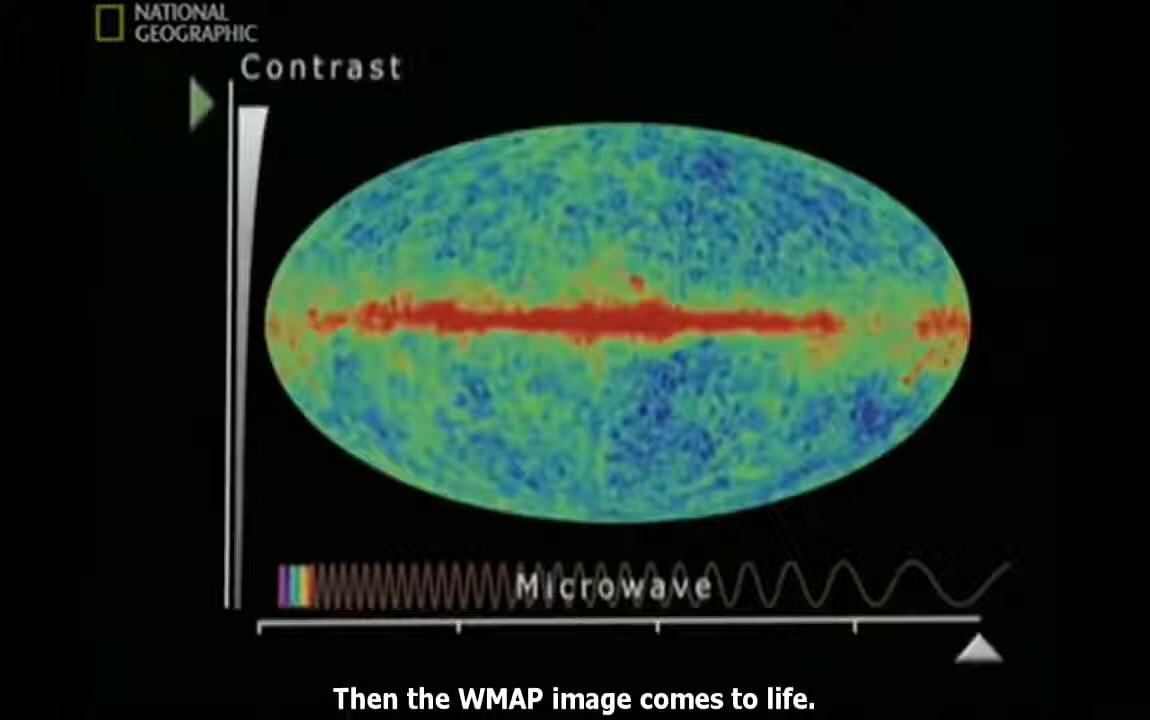 NATIONAL
GEOGRAPHIC
Contrast
Microwave
Then the WMAP image comes to life.